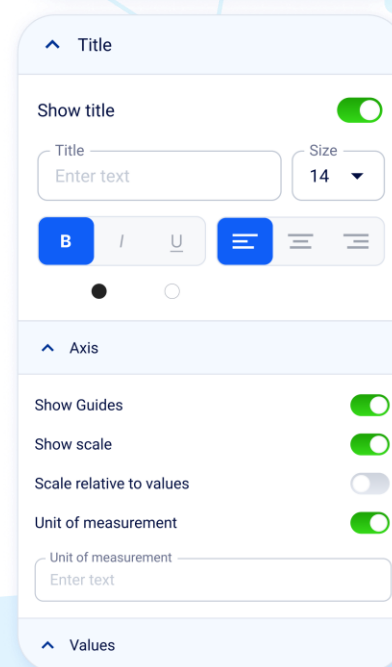 Title
Show title
Title
Enter text
Size
14
B I U
Axis
Show Guides
Show scale
Scale relative to values
Unit of measurement
Unit of measurement
Enter text
Values